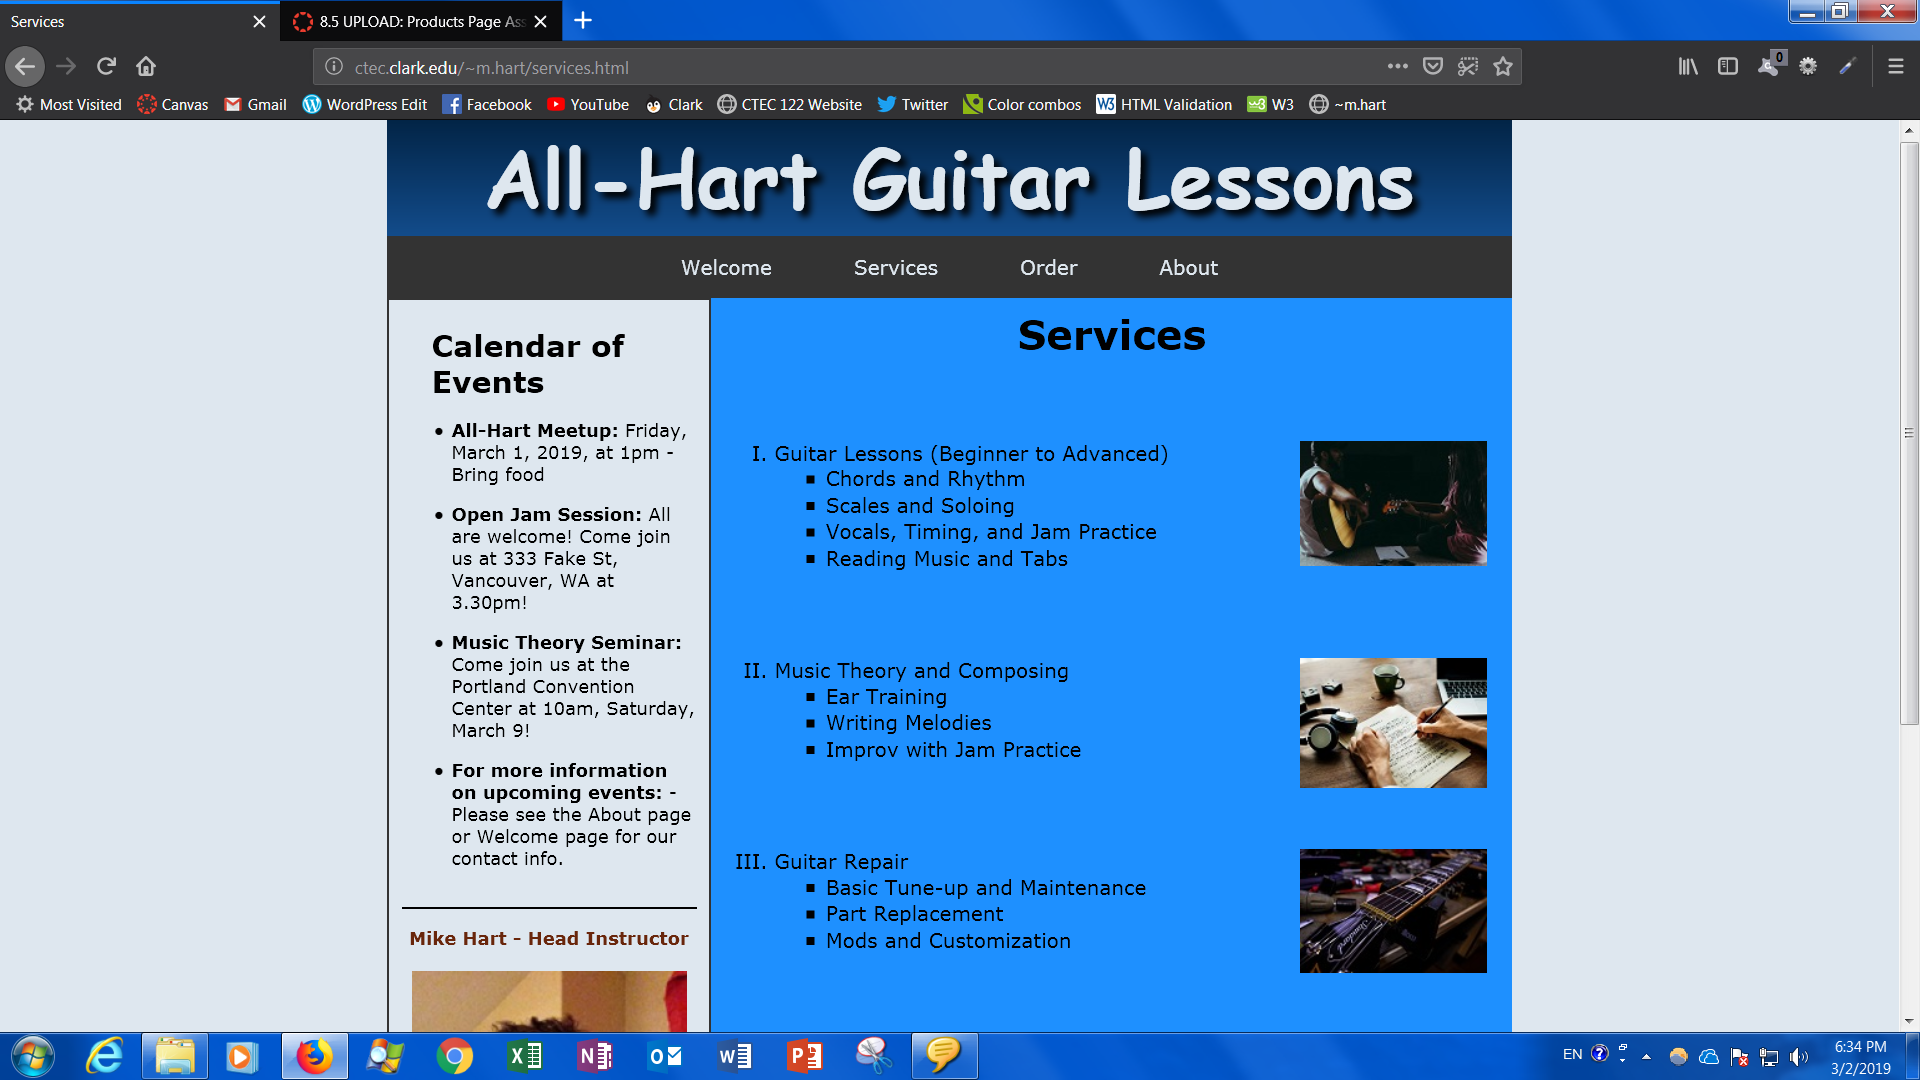 Services
8.5 UPLOAD: Products Page Ass
ctec.clark.edu/~m.hart/services.html
0
Most Visited
Canvas
Gmail
WordPress Edit
Facebook
YouTube
Clark
CTEC 122 Website
Twitter
Color combos
HTML Validation
W3
~m.hart
All-Hart Guitar Lessons
Welcome
Services
Order
About
Calendar of
Events
• All-Hart Meetup: Friday,
March 1, 2019, at 1pm -
Bring food
• Open Jam Session: All
are welcome! Come join
us at 333 Fake St,
Vancouver, WA at
3.30pm!
• Music Theory Seminar:
Come join us at the
Portland Convention
Center at 10am, Saturday,
March 9!
• For more information
on upcoming events: -
Please see the About page
or Welcome page for our
contact info.
Mike Hart - Head Instructor
Services
I. Guitar Lessons (Beginner to Advanced)
▪ Chords and Rhythm
▪ Scales and Soloing
▪ Vocals, Timing, and Jam Practice
▪ Reading Music and Tabs
II. Music Theory and Composing
▪ Ear Training
▪ Writing Melodies
▪ Improv with Jam Practice
III. Guitar Repair
▪ Basic Tune-up and Maintenance
▪ Part Replacement
▪ Mods and Customization
EN
6:34 PM
3/2/2019